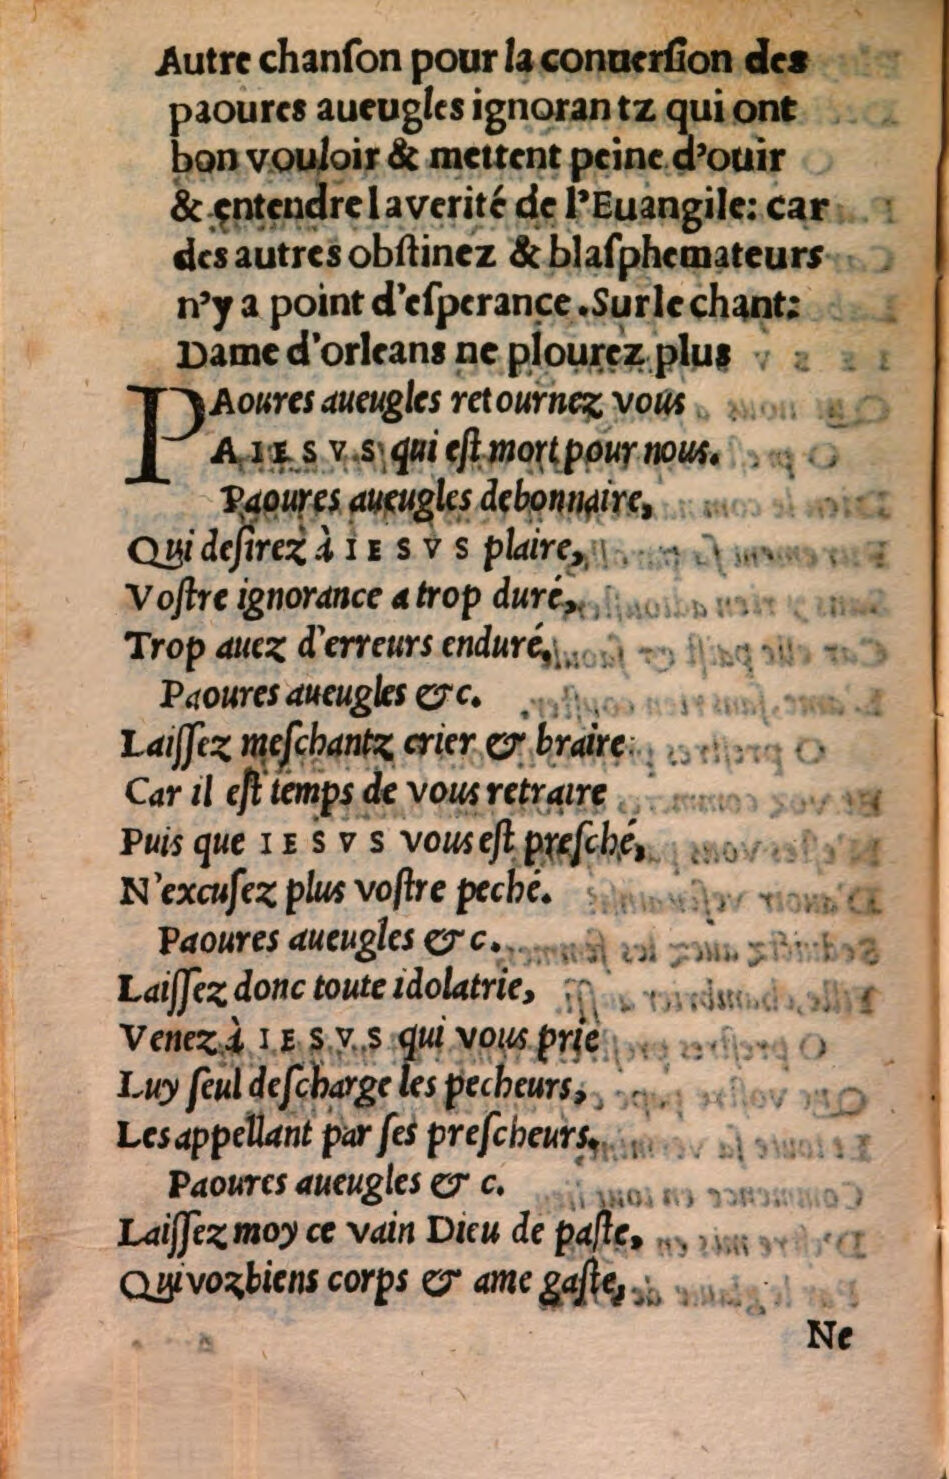 Autre chanſon pour la conuerſion des
paoures aueugles ignorantz qui ont
bon vouloir & mettent peine d'ouir
& entendre la verité de l'Euangile: car
des autres obſtinez & blaſphemateurs
n'y a point d'eſperance. Sur le chant:
Dame d'orleans ne plourez plus
PAoures aueugles retournez vous
A IESVS qui eſt mort pour nous.
Paoures aueugles debonnaire,
Qui deſirez à IESVS plaire,
Voſtre ignorance a trop duré,
Trop auez d'erreurs enduré,
Paoures aueugles &c.
Laiſſez meſchantz crier & braire
Car il eſt temps de vous retraire
Puis que IESVS vous eſt preſché,
N'excuſez plus voſtre peché.
Paoures aueugles &c.
Laiſſez donc toute idolatrie,
Venez à IESVS qui vous prie
Luy ſeul deſcharge les pecheurs,
Les appellant par ſes preſcheurs.
Paoures aueugles &c.
Laiſſez moy ce vain Dieu de paſte,
Qui voz biens corps & ame gaſte,
Ne